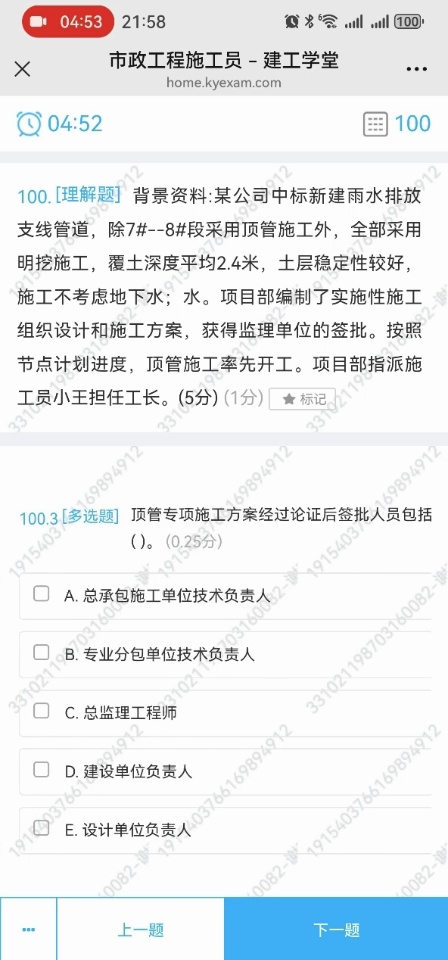 04:53 21:58 6 100
市政工程施工员 – 建工学堂
home.kyexam.com
04:52 100
100. [理解题] 背景资料:某公司中标新建雨水排放
支线管道，除7#--8#段采用顶管施工外，全部采用
明挖施工，覆土深度平均2.4米，土层稳定性较好，
施工不考虑地下水；水。项目部编制了实施性施工
组织设计和施工方案，获得监理单位的签批。按照
节点计划进度，顶管施工率先开工。项目部指派施
工员小王担任工长。(5分) (1分) ★ 标记
100.3 [多选题] 顶管专项施工方案经过论证后签批人员包括
( )。 (0.25分)
A. 总承包施工单位技术负责人
B. 专业分包单位技术负责人
C. 总监理工程师
D. 建设单位负责人
E. 设计单位负责人
··· 上一题 下一题